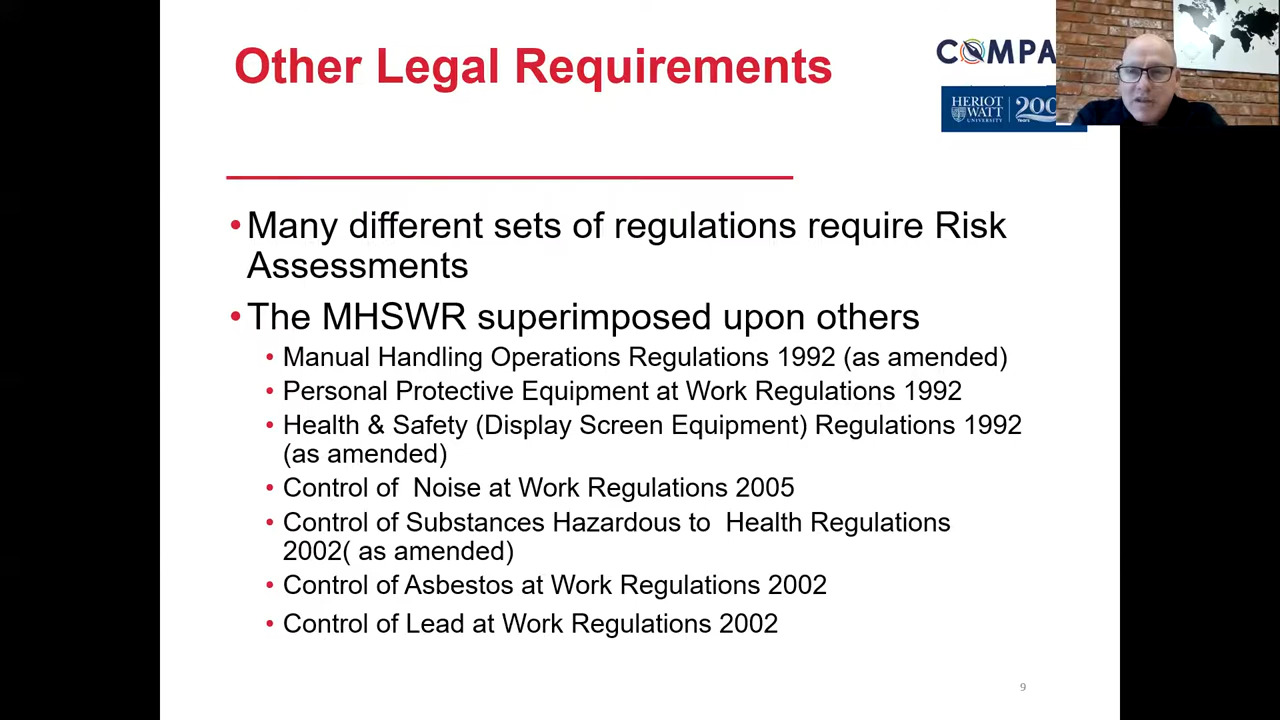 Other Legal Requirements
COMPA
HERIOT
WATT
UNIVERSITY
200
Years
•Many different sets of regulations require Risk
Assessments
•The MHSWR superimposed upon others
• Manual Handling Operations Regulations 1992 (as amended)
• Personal Protective Equipment at Work Regulations 1992
• Health & Safety (Display Screen Equipment) Regulations 1992
(as amended)
• Control of  Noise at Work Regulations 2005
• Control of Substances Hazardous to  Health Regulations
2002( as amended)
• Control of Asbestos at Work Regulations 2002
• Control of Lead at Work Regulations 2002
9